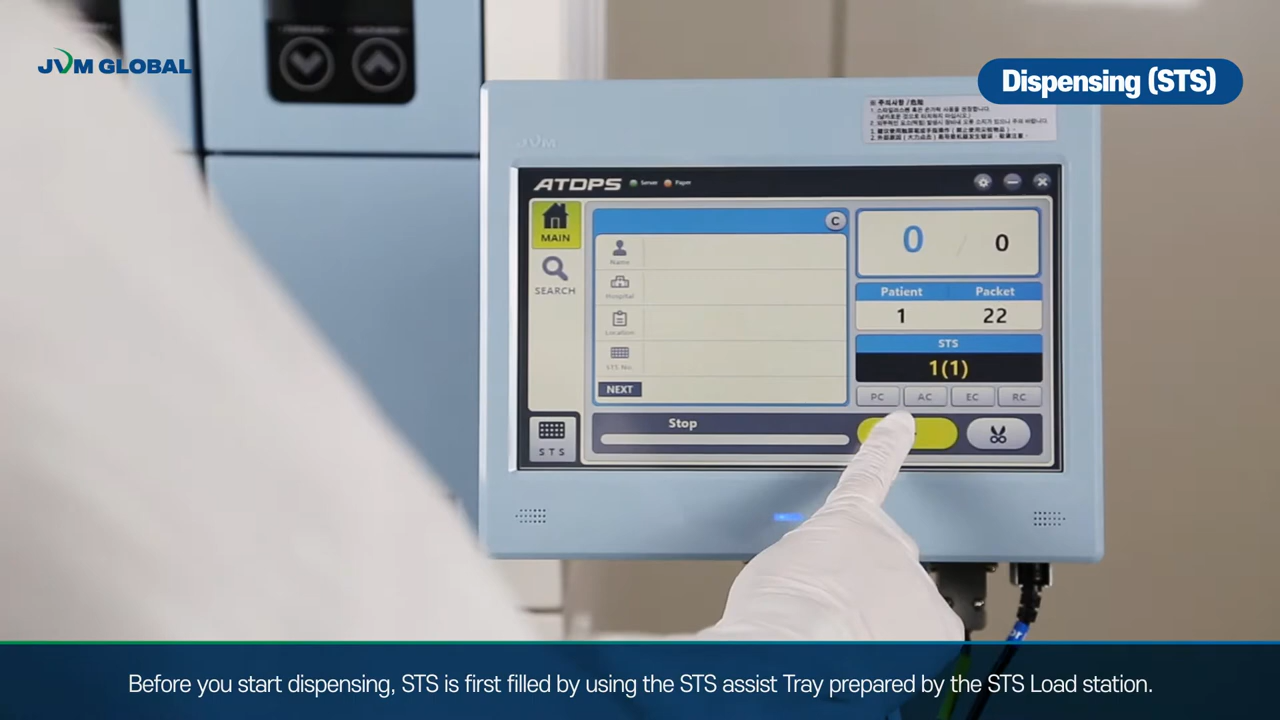 JVM GLOBAL
Dispensing (STS)
JVM
ATDPS
Server
Paper
MAIN
SEARCH
STS
C
Name
Hospital
Location
STS No.
NEXT
Stop
0 / 0
Patient
Packet
1
22
STS
1(1)
PC
AC
EC
RC
Before you start dispensing, STS is first filled by using the STS assist Tray prepared by the STS Load station.